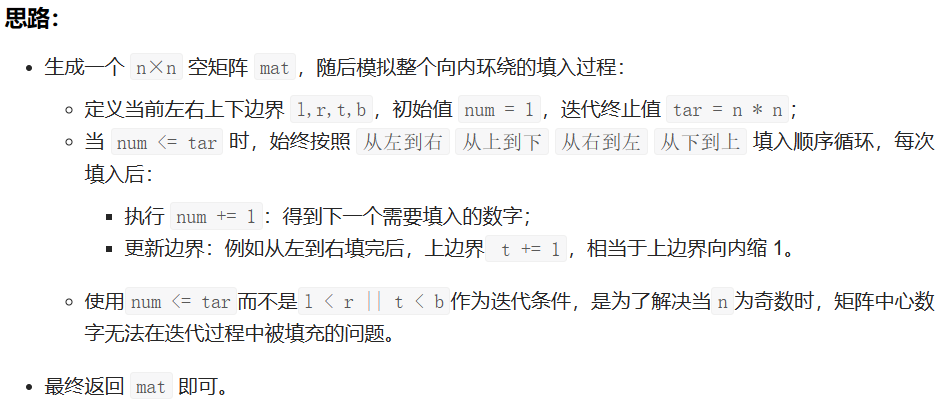 思路：
生成一个 n×n 空矩阵 mat，随后模拟整个向内环绕的填入过程：
定义当前左右上下边界 l,r,t,b，初始值 num = 1，迭代终止值 tar = n * n；
当 num <= tar 时，始终按照 从左到右 从上到下 从右到左 从下到上 填入顺序循环，每次
填入后：
执行 num += 1：得到下一个需要填入的数字；
更新边界：例如从左到右填完后，上边界 t += 1，相当于上边界向内缩 1。
使用num <= tar而不是l < r || t < b作为迭代条件，是为了解决当n为奇数时，矩阵中心数
字无法在迭代过程中被填充的问题。
最终返回 mat 即可。